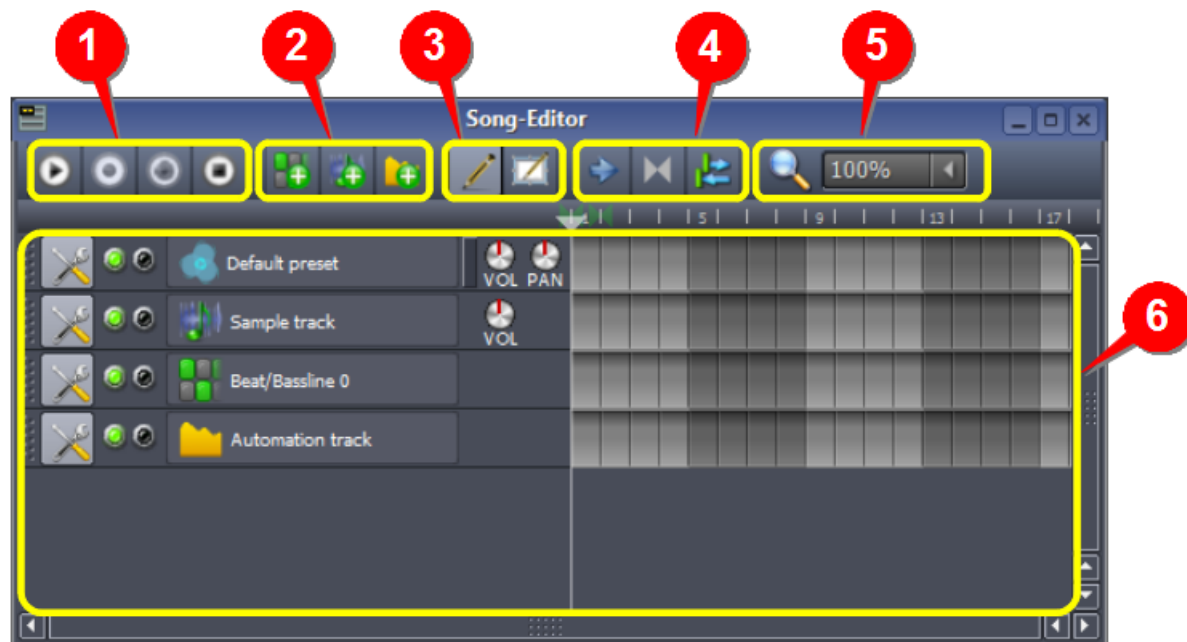 1 2 3 4 5
Song-Editor
100%
1 5 9 13 17
Default preset VOL PAN
Sample track VOL
6
Beat/Bassline 0
Automation track